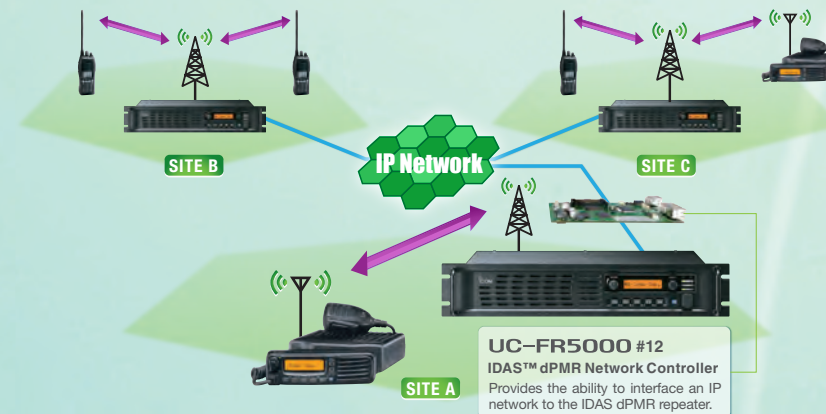 SITE B
SITE C
IP Network
SITE A
UC-FR5000 #12
IDAS™ dPMR Network Controller
Provides the ability to interface an IP
network to the IDAS dPMR repeater.